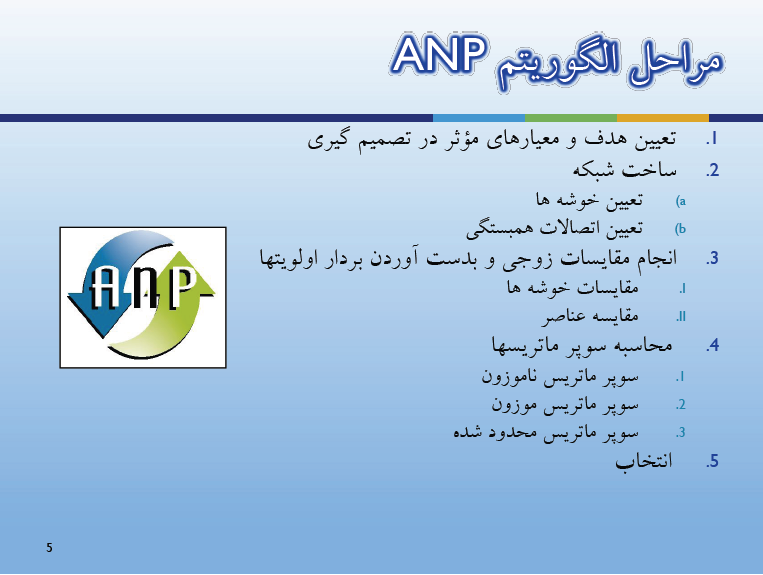 مراحل الگوریتم ANP
1. تعیین هدف و معیارهای مؤثر در تصمیم گیری
2. ساخت شبکه
a) تعیین خوشه ها
b) تعیین اتصالات همبستگی
3. انجام مقایسات زوجی و بدست آوردن بردار اولویتها
I. مقایسات خوشه ها
II. مقایسه عناصر
4. محاسبه سوپر ماتریسها
1. سوپر ماتریس ناموزون
2. سوپر ماتریس موزون
3. سوپر ماتریس محدود شده
5. انتخاب
ANP
5